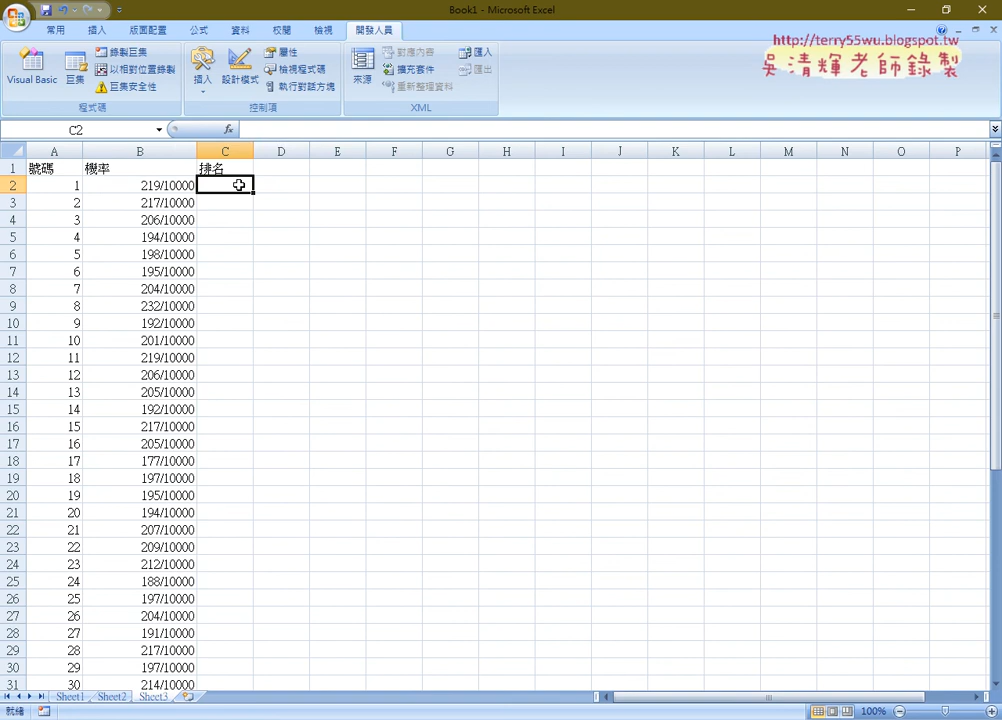 Book1 - Microsoft Excel
常用 插入 版面配置 公式 資料 校閱 檢視 開發人員
http://terry55wu.blogspot.tw
吳清輝老師錄製
Visual Basic 巨集 錄製巨集 以相對位置錄製 巨集安全性
程式碼
插入 設計模式 屬性 檢視程式碼 執行對話方塊
控制項
來源 對應內容 擴充套件 重新整理資料 匯入 匯出
XML
C2 fx
A B C D E F G H I J K L M N O P
1 號碼 機率 排名
2 1 219/10000
3 2 217/10000
4 3 206/10000
5 4 194/10000
6 5 198/10000
7 6 195/10000
8 7 204/10000
9 8 232/10000
10 9 192/10000
11 10 201/10000
12 11 219/10000
13 12 206/10000
14 13 205/10000
15 14 192/10000
16 15 217/10000
17 16 205/10000
18 17 177/10000
19 18 197/10000
20 19 195/10000
21 20 194/10000
22 21 207/10000
23 22 209/10000
24 23 212/10000
25 24 188/10000
26 25 197/10000
27 26 204/10000
28 27 191/10000
29 28 217/10000
30 29 197/10000
31 30 214/10000
Sheet1 Sheet2 Sheet3
就緒 100%